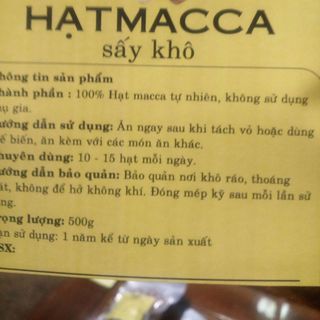 HẠTMACCA
sấy khô
hông tin sản phẩm
hành phần : 100% Hạt macca tự nhiên, không sử dụng
ụ gia.
ướng dẫn sử dụng: Ăn ngay sau khi tách vỏ hoặc dùng
ế biến, ăn kèm với các món ăn khác.
huyên dùng: 10 - 15 hạt mỗi ngày.
ướng dẫn bảo quản: Bảo quản nơi khô ráo, thoáng
át, không để hở không khí. Đóng mép kỹ sau mỗi lần sử
ng.
rọng lượng: 500g
ạn sử dụng: 1 năm kể từ ngày sản xuất
SX: